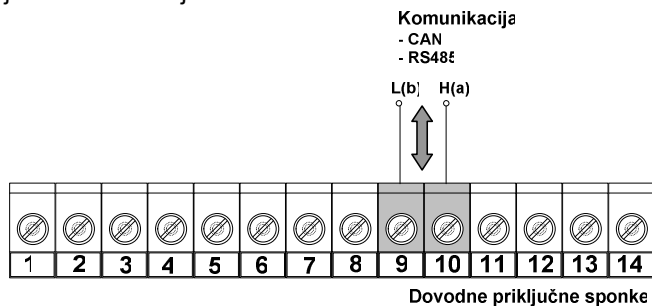 Komunikacija
- CAN
- RS485
L(b) H(a)
1 2 3 4 5 6 7 8 9 10 11 12 13 14
Dovodne priključne sponke